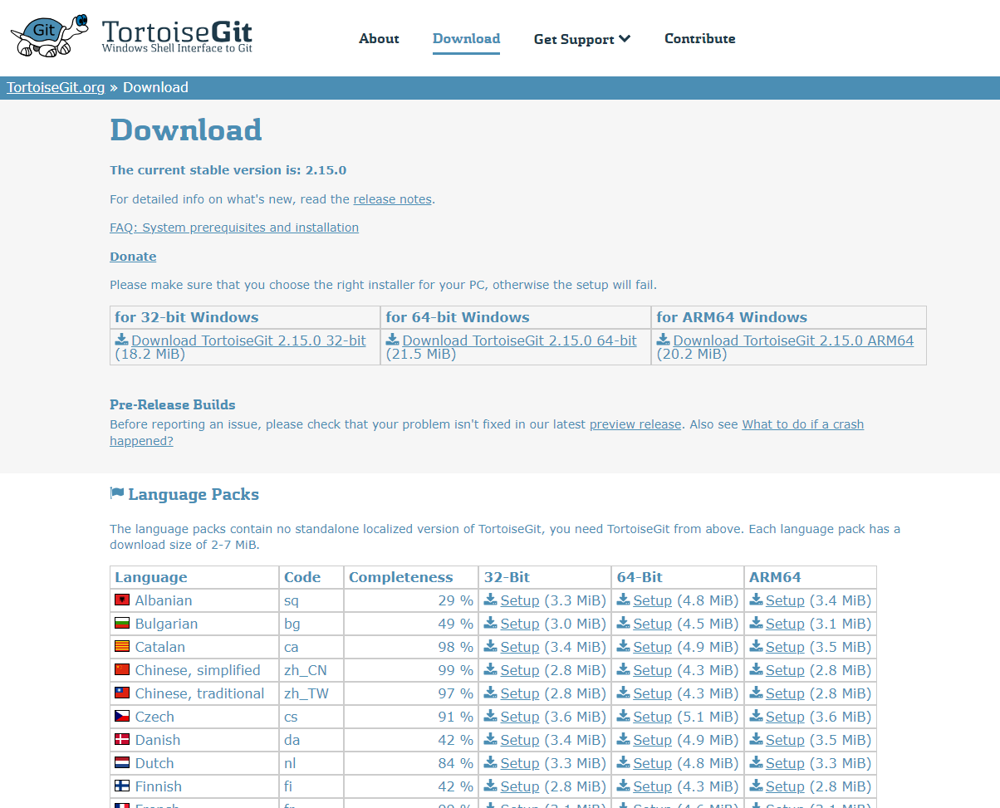 Git
TortoiseGit
Windows Shell Interface to Git
About Download Get Support Contribute
TortoiseGit.org » Download
Download
The current stable version is: 2.15.0
For detailed info on what's new, read the release notes.
FAQ: System prerequisites and installation
Donate
Please make sure that you choose the right installer for your PC, otherwise the setup will fail.
for 32-bit Windows for 64-bit Windows for ARM64 Windows
Download TortoiseGit 2.15.0 32-bit Download TortoiseGit 2.15.0 64-bit Download TortoiseGit 2.15.0 ARM64
(18.2 MiB) (21.5 MiB) (20.2 MiB)
Pre-Release Builds
Before reporting an issue, please check that your problem isn't fixed in our latest preview release. Also see What to do if a crash
happened?
Language Packs
The language packs contain no standalone localized version of TortoiseGit, you need TortoiseGit from above. Each language pack has a
download size of 2-7 MiB.
Language Code Completeness 32-Bit 64-Bit ARM64
Albanian sq 29 % Setup (3.3 MiB) Setup (4.8 MiB) Setup (3.4 MiB)
Bulgarian bg 49 % Setup (3.0 MiB) Setup (4.5 MiB) Setup (3.1 MiB)
Catalan ca 98 % Setup (3.4 MiB) Setup (4.9 MiB) Setup (3.5 MiB)
Chinese, simplified zh_CN 99 % Setup (2.8 MiB) Setup (4.3 MiB) Setup (2.8 MiB)
Chinese, traditional zh_TW 97 % Setup (2.8 MiB) Setup (4.3 MiB) Setup (2.8 MiB)
Czech cs 91 % Setup (3.6 MiB) Setup (5.1 MiB) Setup (3.6 MiB)
Danish da 42 % Setup (3.4 MiB) Setup (4.9 MiB) Setup (3.5 MiB)
Dutch nl 84 % Setup (3.3 MiB) Setup (4.8 MiB) Setup (3.3 MiB)
Finnish fi 42 % Setup (2.8 MiB) Setup (4.3 MiB) Setup (2.8 MiB)